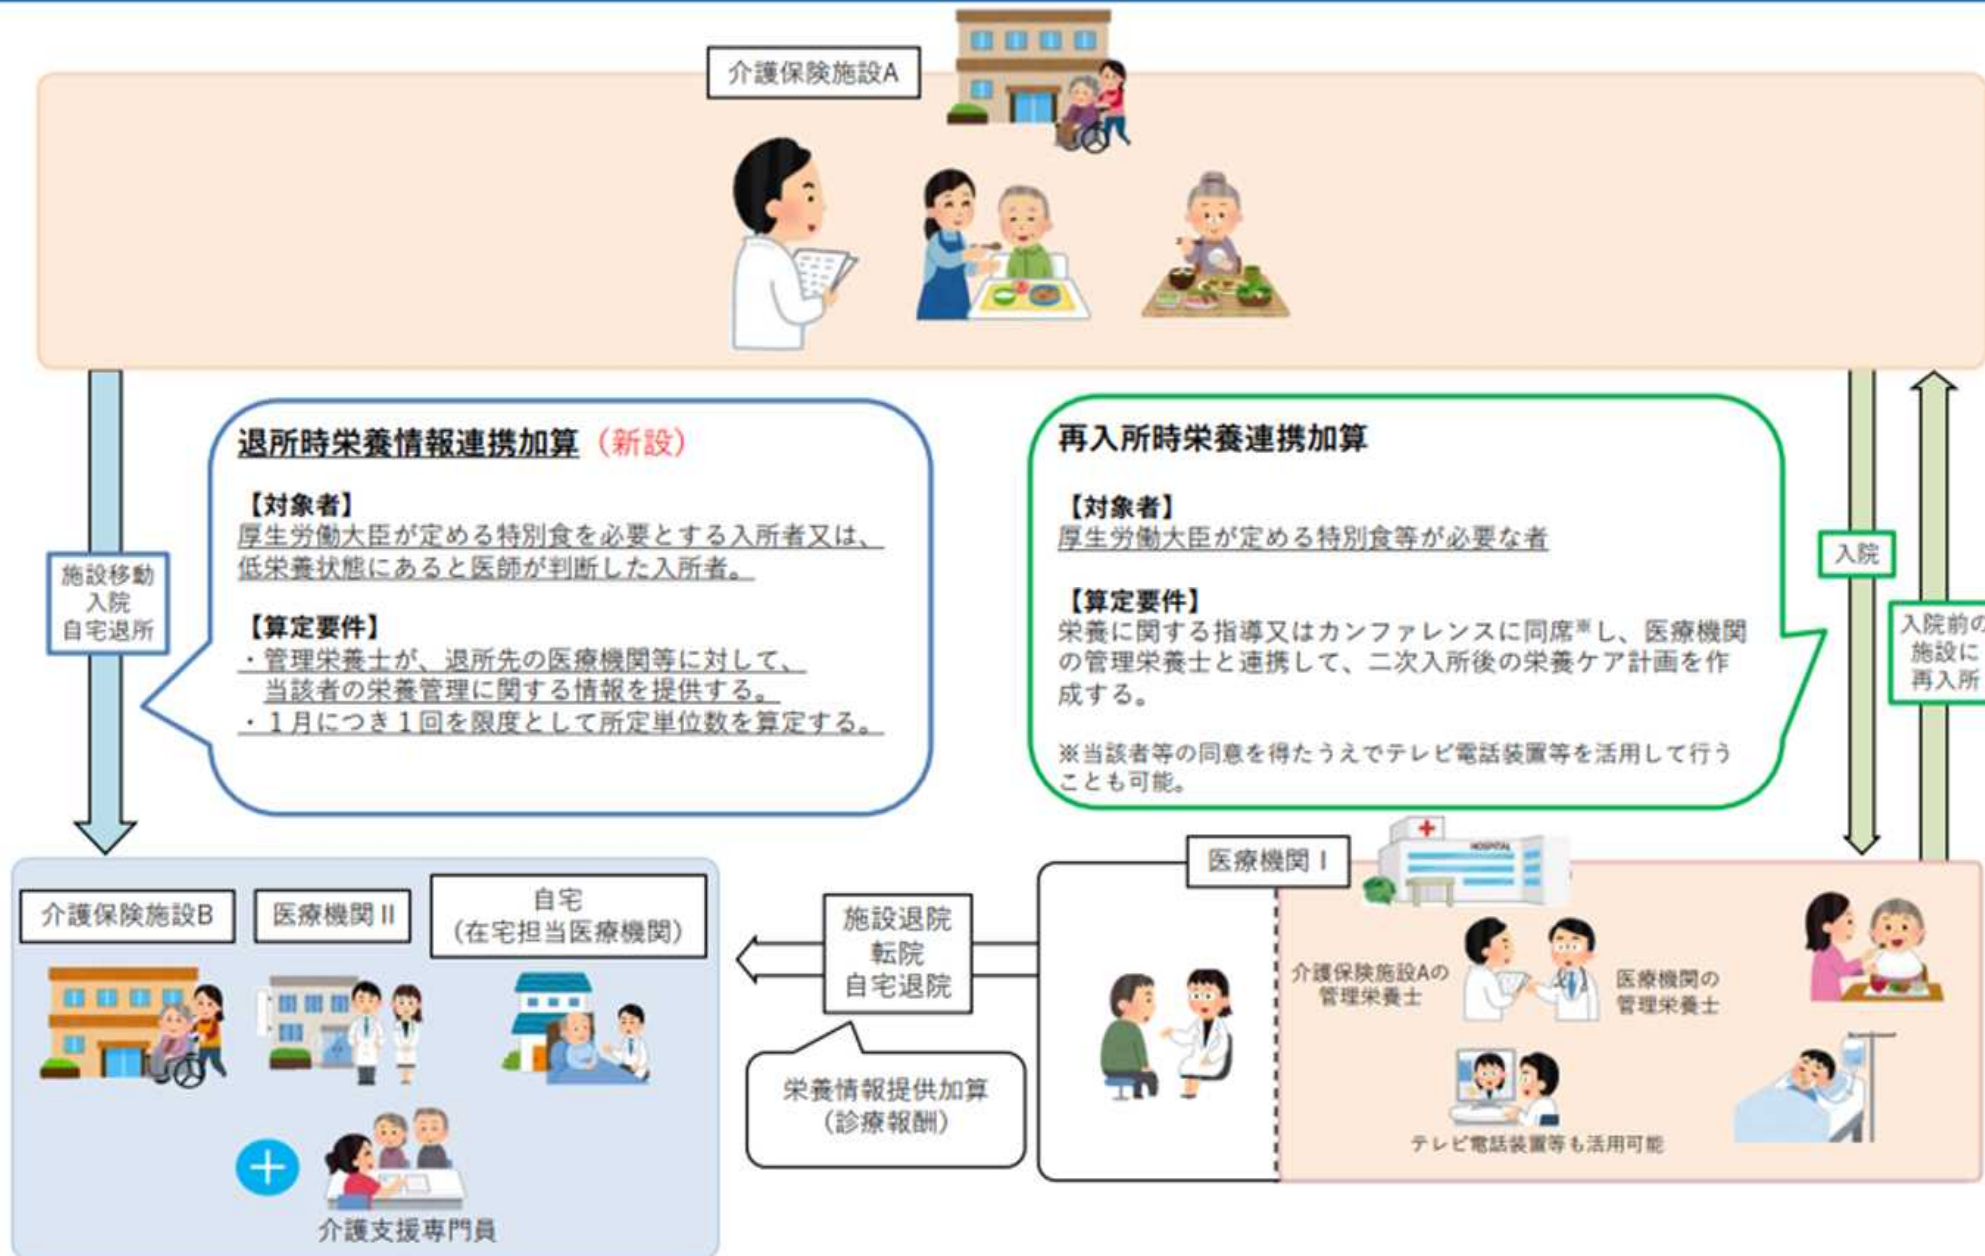 介護保険施設A
退所時栄養情報連携加算（新設）
【対象者】
厚生労働大臣が定める特別食を必要とする入所者又は、
低栄養状態にあると医師が判断した入所者。
【算定要件】
・管理栄養士が、退所先の医療機関等に対して、
当該者の栄養管理に関する情報を提供する。
・１月につき１回を限度として所定単位数を算定する。
施設移動
入院
自宅退所
再入所時栄養連携加算
【対象者】
厚生労働大臣が定める特別食等が必要な者
【算定要件】
栄養に関する指導又はカンファレンスに同席※し、医療機関
の管理栄養士と連携して、二次入所後の栄養ケア計画を作
成する。
※当該者等の同意を得たうえでテレビ電話装置等を活用して行う
ことも可能。
入院
入院前の
施設に
再入所
介護保険施設B
医療機関Ⅱ
自宅
（在宅担当医療機関）
介護支援専門員
施設退院
転院
自宅退院
栄養情報提供加算
（診療報酬）
医療機関Ⅰ
HOSPITAL
介護保険施設Aの
管理栄養士
医療機関の
管理栄養士
テレビ電話装置等も活用可能